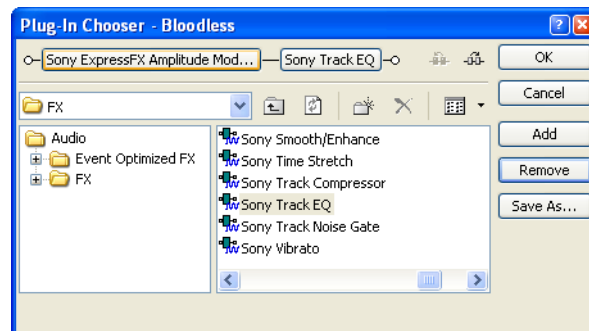 Plug-In Chooser - Bloodless
Sony ExpressFX Amplitude Mod...
Sony Track EQ
OK
FX
Cancel
Audio
Event Optimized FX
FX
Sony Smooth/Enhance
Sony Time Stretch
Sony Track Compressor
Sony Track EQ
Sony Track Noise Gate
Sony Vibrato
Add
Remove
Save As...